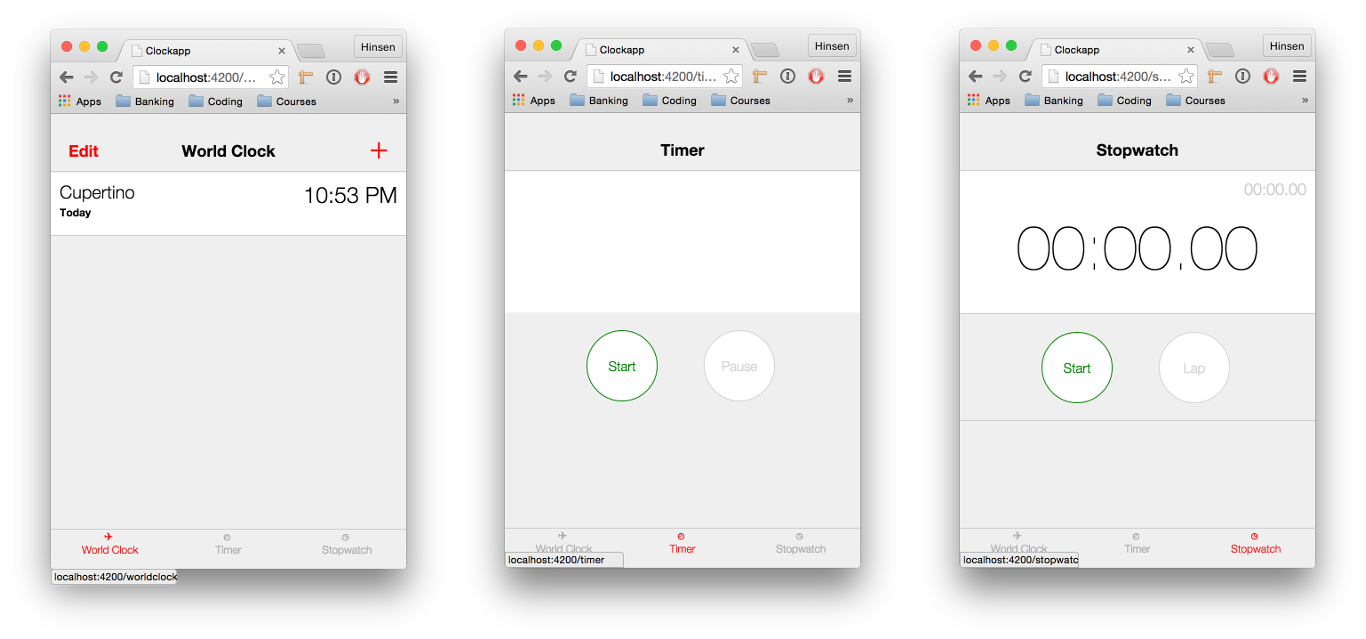 Clockapp
Hinsen
localhost:4200/...
Apps Banking Coding Courses »
Edit World Clock +
Cupertino 10:53 PM
Today
World Clock Timer Stopwatch
localhost:4200/worldclock
Clockapp
Hinsen
localhost:4200/ti...
Apps Banking Coding Courses »
Timer
Start Pause
World Clock Timer Stopwatch
localhost:4200/timer
Clockapp
Hinsen
localhost:4200/s...
Apps Banking Coding Courses »
Stopwatch
00:00.00
00:00.00
Start Lap
World Clock Timer Stopwatch
localhost:4200/stopwatc